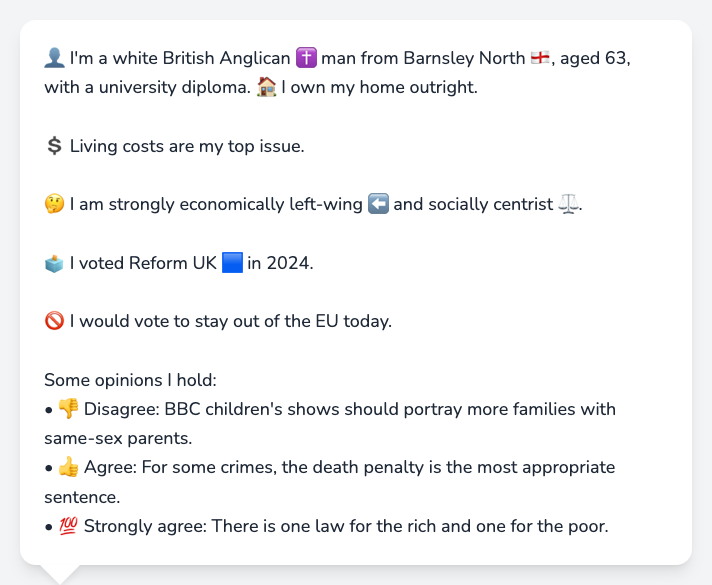 👤 I'm a white British Anglican ✝️ man from Barnsley North 🏴󠁧󠁢󠁥󠁮󠁧󠁿, aged 63,
with a university diploma. 🏠 I own my home outright.
💲 Living costs are my top issue.
🤔 I am strongly economically left-wing ⬅️ and socially centrist ⚖️.
🗳️ I voted Reform UK 🟦 in 2024.
🚫 I would vote to stay out of the EU today.
Some opinions I hold:
• 👎 Disagree: BBC children's shows should portray more families with
same-sex parents.
• 👍 Agree: For some crimes, the death penalty is the most appropriate
sentence.
• 💯 Strongly agree: There is one law for the rich and one for the poor.